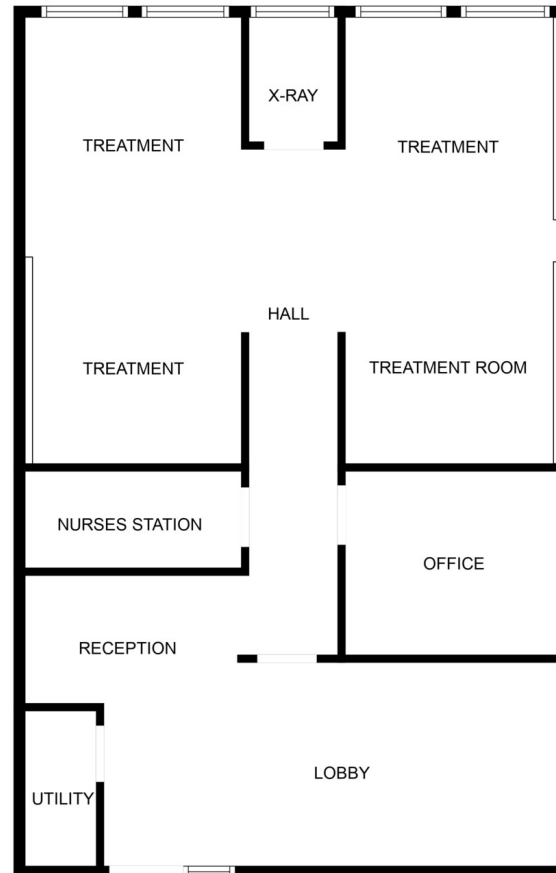 X-RAY
TREATMENT
TREATMENT
HALL
TREATMENT
TREATMENT ROOM
NURSES STATION
OFFICE
RECEPTION
LOBBY
UTILITY